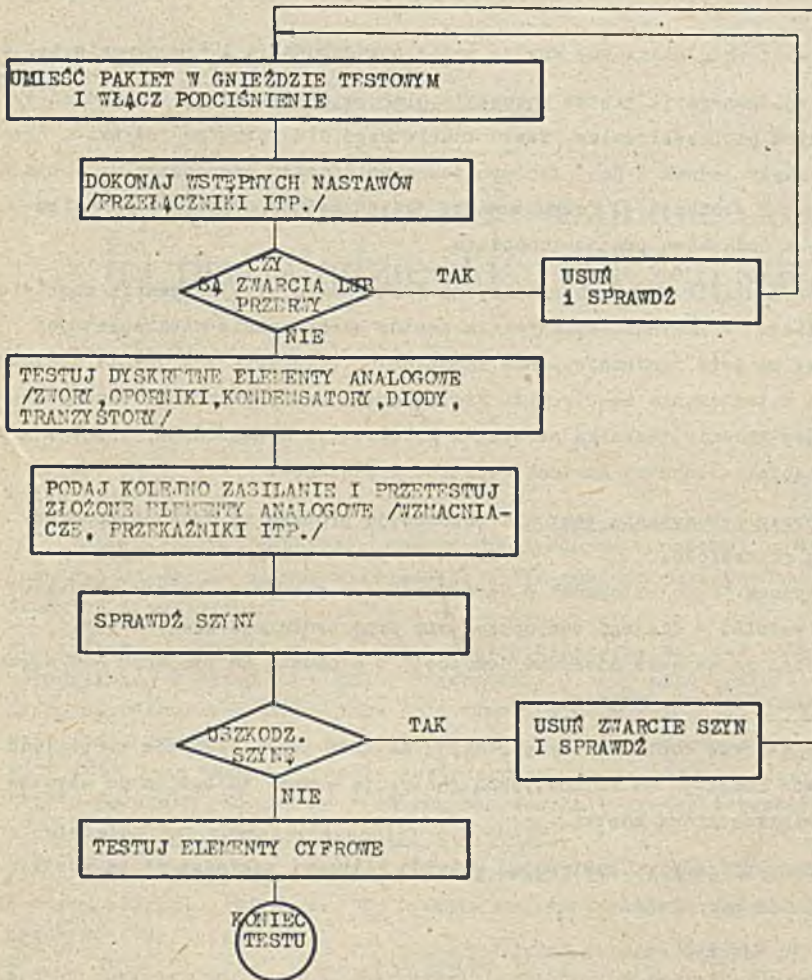 UMIEŚĆ PAKIET W GNIEŹDZIE TESTOWYM
I WŁĄCZ PODCIŚNIENIE
DOKONAJ WSTĘPNYCH NASTAWÓW
/PRZEŁĄCZNIKI ITP./
CZY
SĄ ZWARCIA LUB
PRZERWY
TAK
USUŃ
i SPRAWDŹ
NIE
TESTUJ DYSKRETNE ELEMENTY ANALOGOWE
/ZWORY,OPORNIKI,KONDENSATORY,DIODY,
TRANZYSTORY/
PODAJ KOLEJNO ZASILANIE I PRZETESTUJ
ZŁOŻONE ELEMENTY ANALOGOWE /WZMACNIA-
CZE, PRZEKAŹNIKI ITP./
SPRAWDŹ SZYNY
USZKODZ.
SZYNĘ
TAK
USUŃ ZWARCIE SZYN
I SPRAWDŹ
NIE
TESTUJ ELEMENTY CYFROWE
KONIEC
TESTU